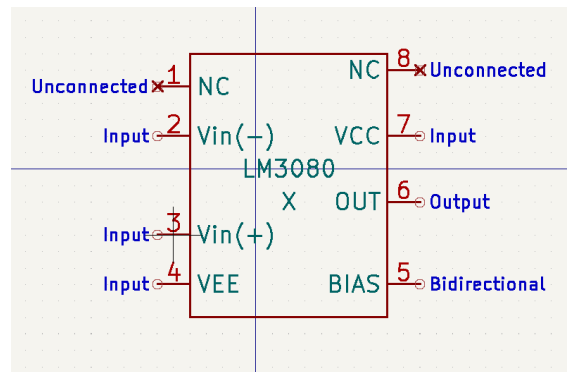 Unconnected 1 NC
NC 8 Unconnected
Input 2 Vin(-)
VCC 7 Input
LM3080
X
OUT 6 Output
Input 3 Vin(+)
Input 4 VEE
BIAS 5 Bidirectional